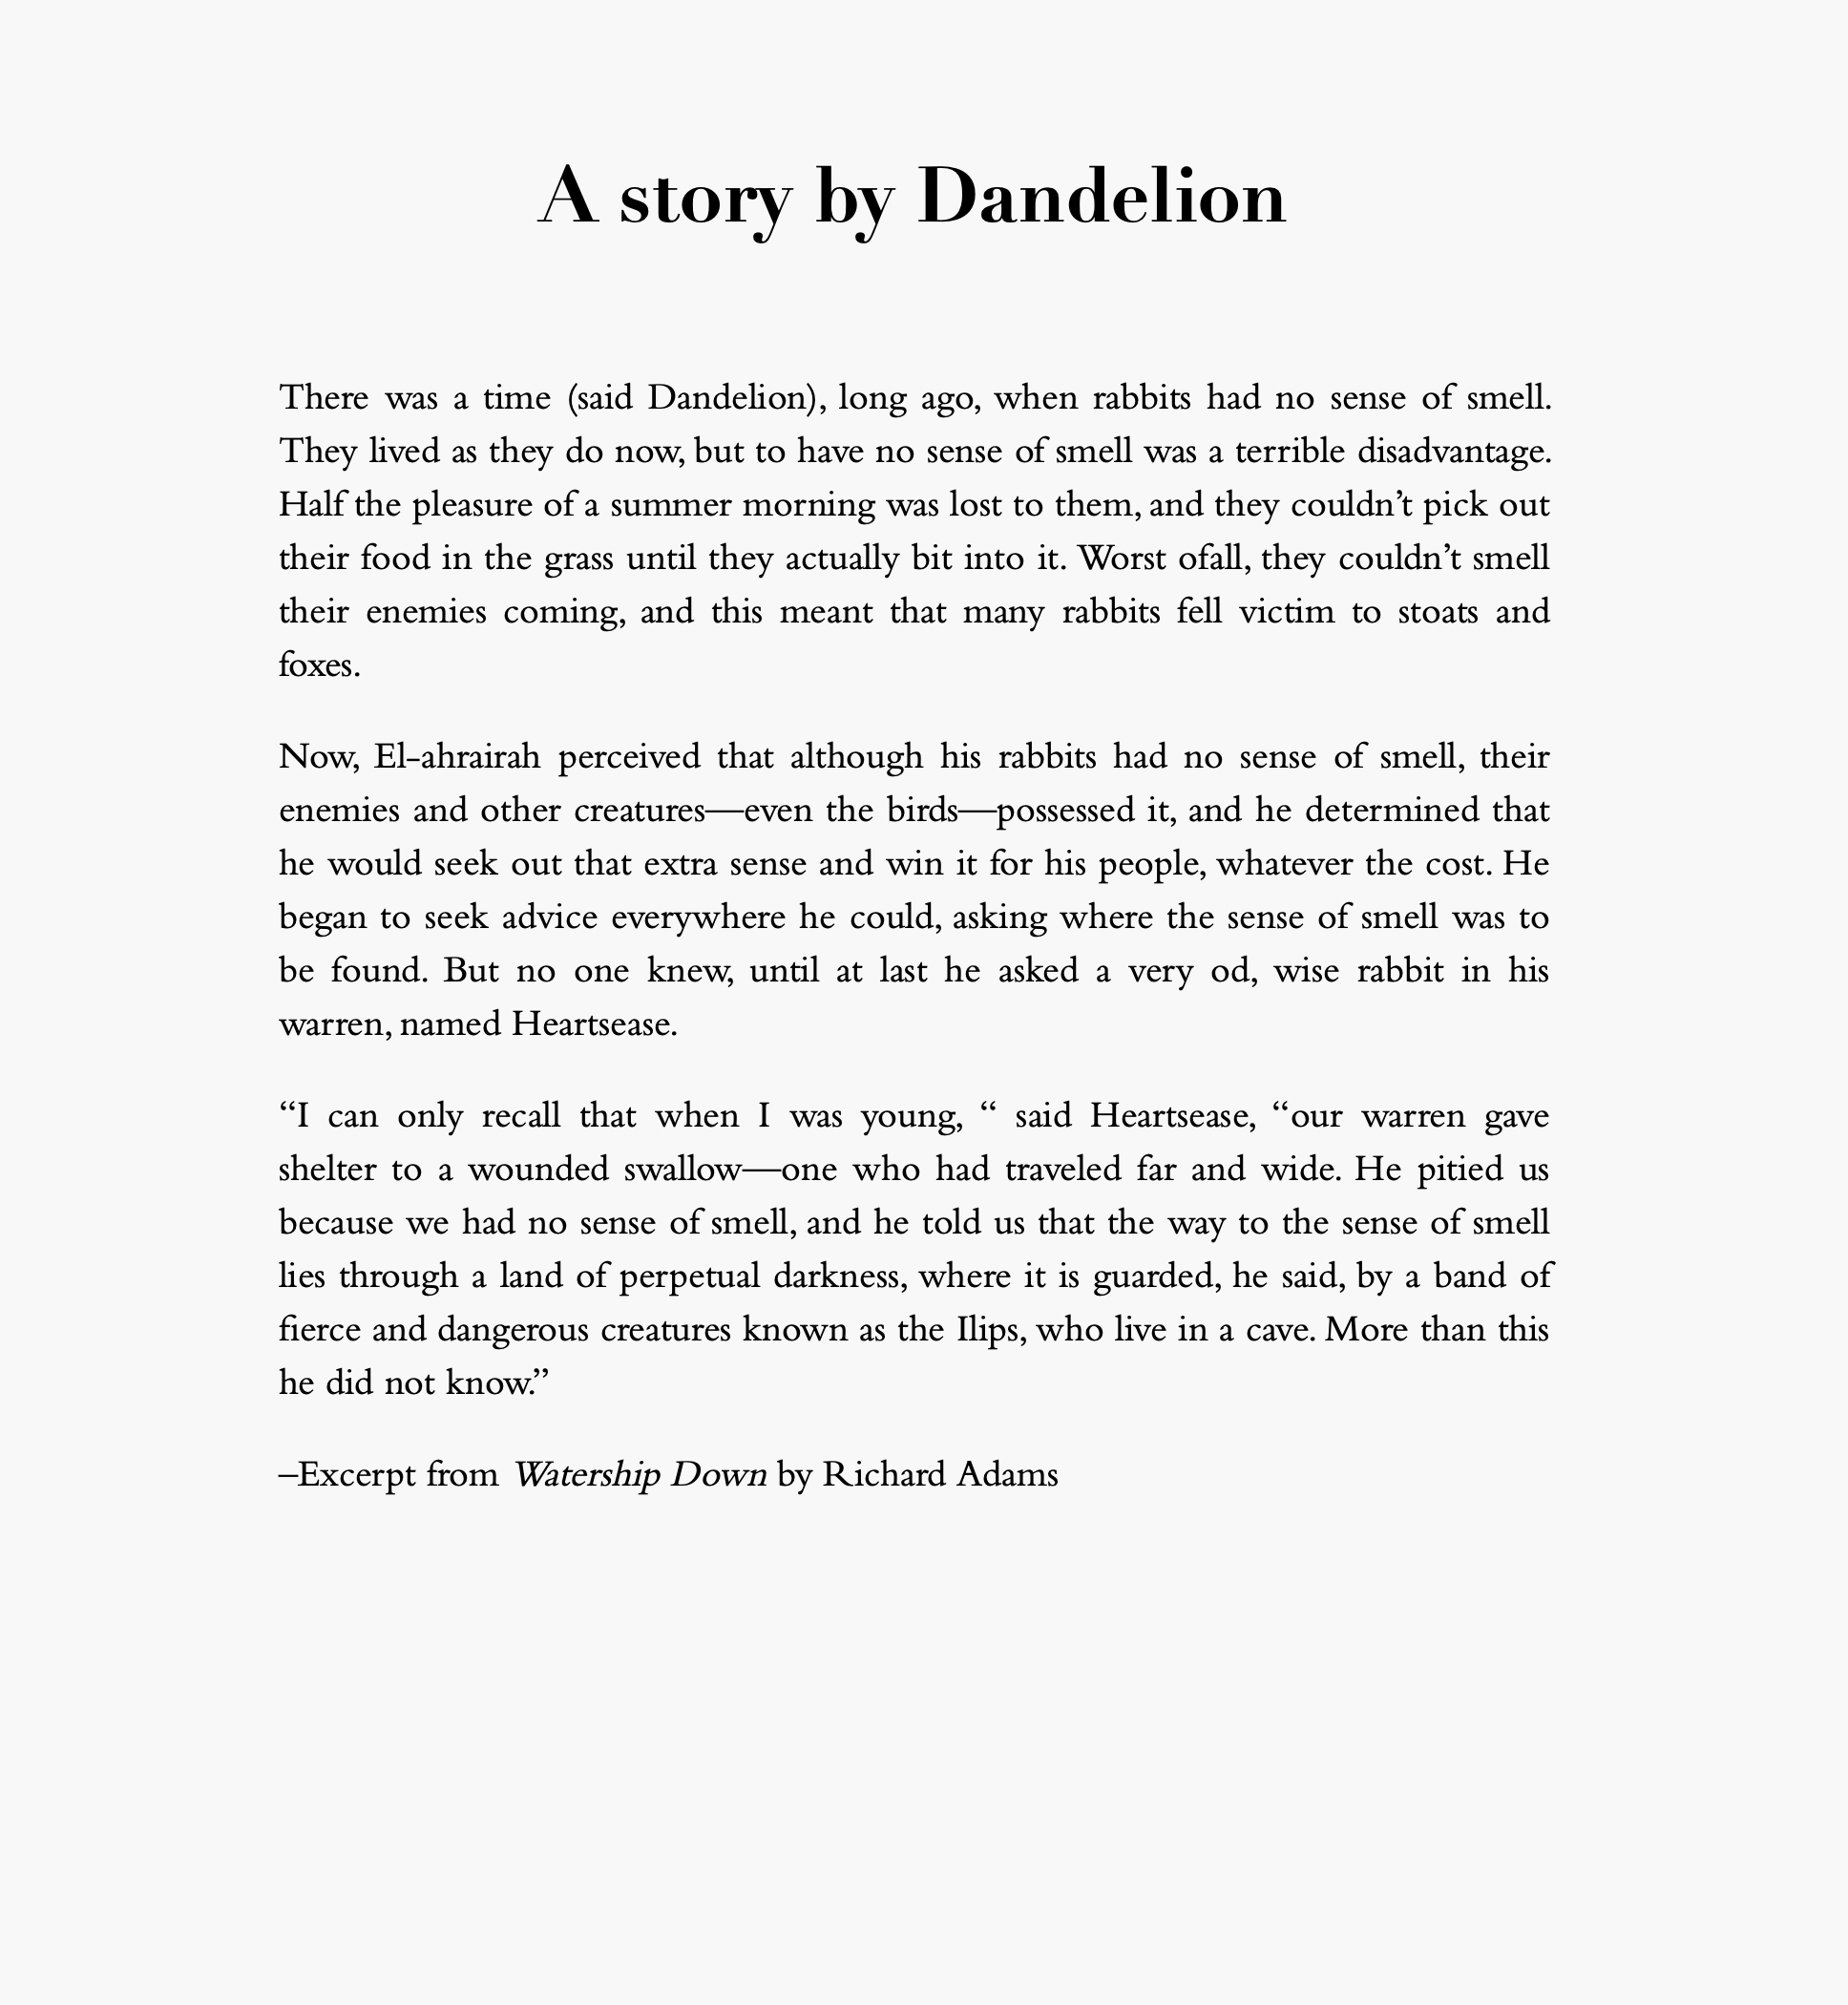 A story by Dandelion
There was a time (said Dandelion), long ago, when rabbits had no sense of smell.
They lived as they do now, but to have no sense of smell was a terrible disadvantage.
Half the pleasure of a summer morning was lost to them, and they couldn’t pick out
their food in the grass until they actually bit into it. Worst ofall, they couldn’t smell
their enemies coming, and this meant that many rabbits fell victim to stoats and
foxes.
Now, El-ahrairah perceived that although his rabbits had no sense of smell, their
enemies and other creatures—even the birds—possessed it, and he determined that
he would seek out that extra sense and win it for his people, whatever the cost. He
began to seek advice everywhere he could, asking where the sense of smell was to
be found. But no one knew, until at last he asked a very od, wise rabbit in his
warren, named Heartsease.
“I can only recall that when I was young, “ said Heartsease, “our warren gave
shelter to a wounded swallow—one who had traveled far and wide. He pitied us
because we had no sense of smell, and he told us that the way to the sense of smell
lies through a land of perpetual darkness, where it is guarded, he said, by a band of
fierce and dangerous creatures known as the Ilips, who live in a cave. More than this
he did not know.”
–Excerpt from Watership Down by Richard Adams